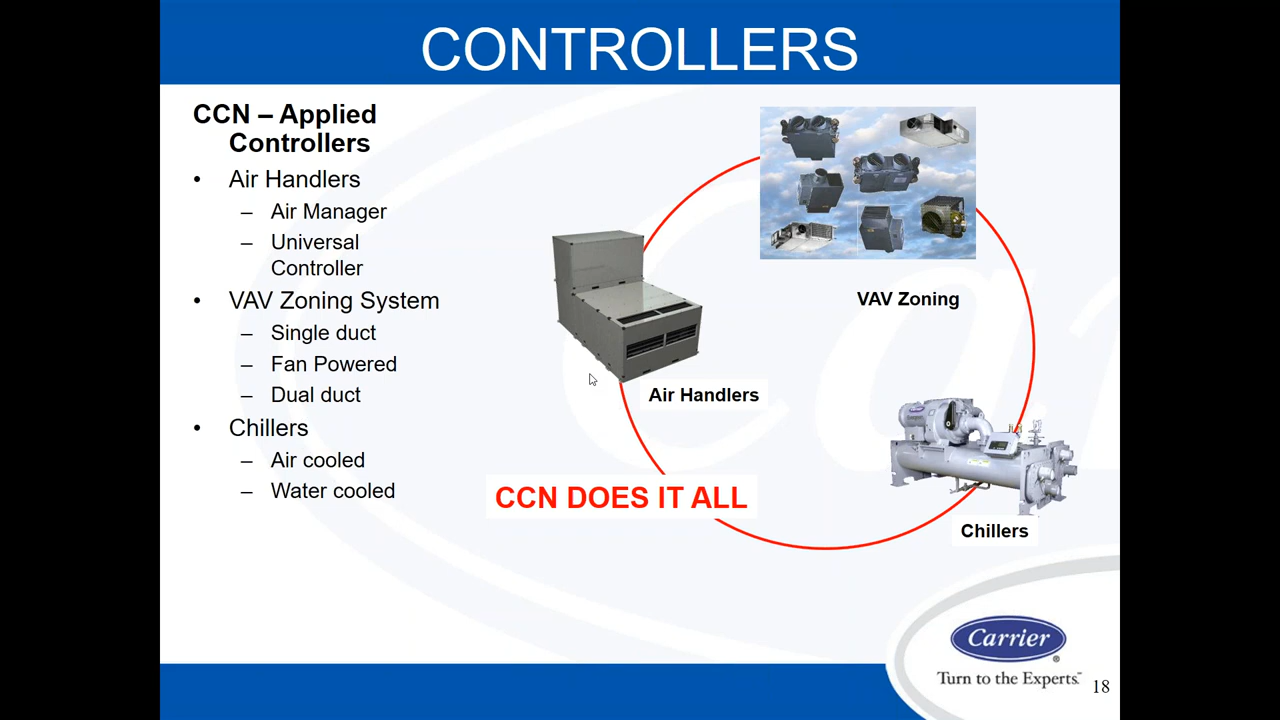 CONTROLLERS
CCN – Applied
Controllers
• Air Handlers
– Air Manager
– Universal
Controller
• VAV Zoning System
– Single duct
– Fan Powered
– Dual duct
• Chillers
– Air cooled
– Water cooled
VAV Zoning
Air Handlers
CCN DOES IT ALL
Chillers
Carrier
®
Turn to the Experts.™
18